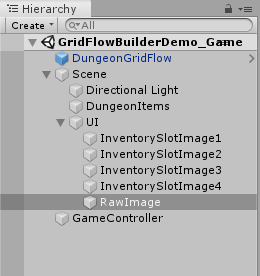 Hierarchy
Create All
GridFlowBuilderDemo_Game
DungeonGridFlow
Scene
Directional Light
DungeonItems
UI
InventorySlotImage1
InventorySlotImage2
InventorySlotImage3
InventorySlotImage4
RawImage
GameController